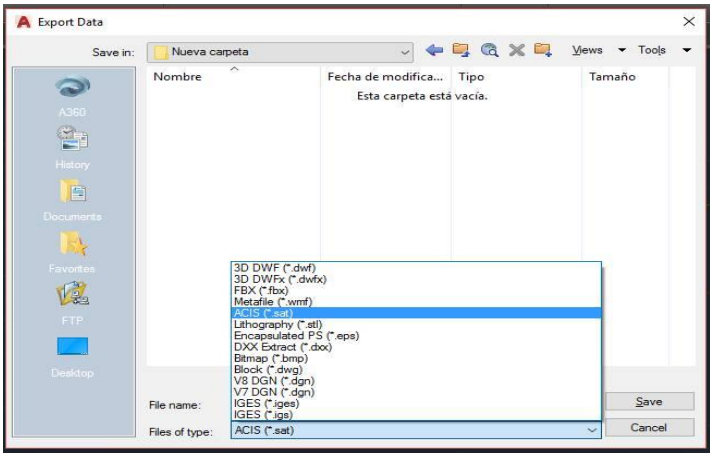 Export Data
Save in: Nueva carpeta Views Tools
Nombre Fecha de modifica... Tipo Tamaño
Esta carpeta está vacía.
A360
History
Documents
Favorites
FTP
Desktop
3D DWF (*.dwf)
3D DWFx (*.dwfx)
FBX (*.fbx)
Metafile (*.wmf)
ACIS (*.sat)
Lithography (*.stl)
Encapsulated PS (*.eps)
DXX Extract (*.dxx)
Bitmap (*.bmp)
Block (*.dwg)
V8 DGN (*.dgn)
V7 DGN (*.dgn)
IGES (*.iges)
IGES (*.igs)
File name: Save
Files of type: ACIS (*.sat) Cancel